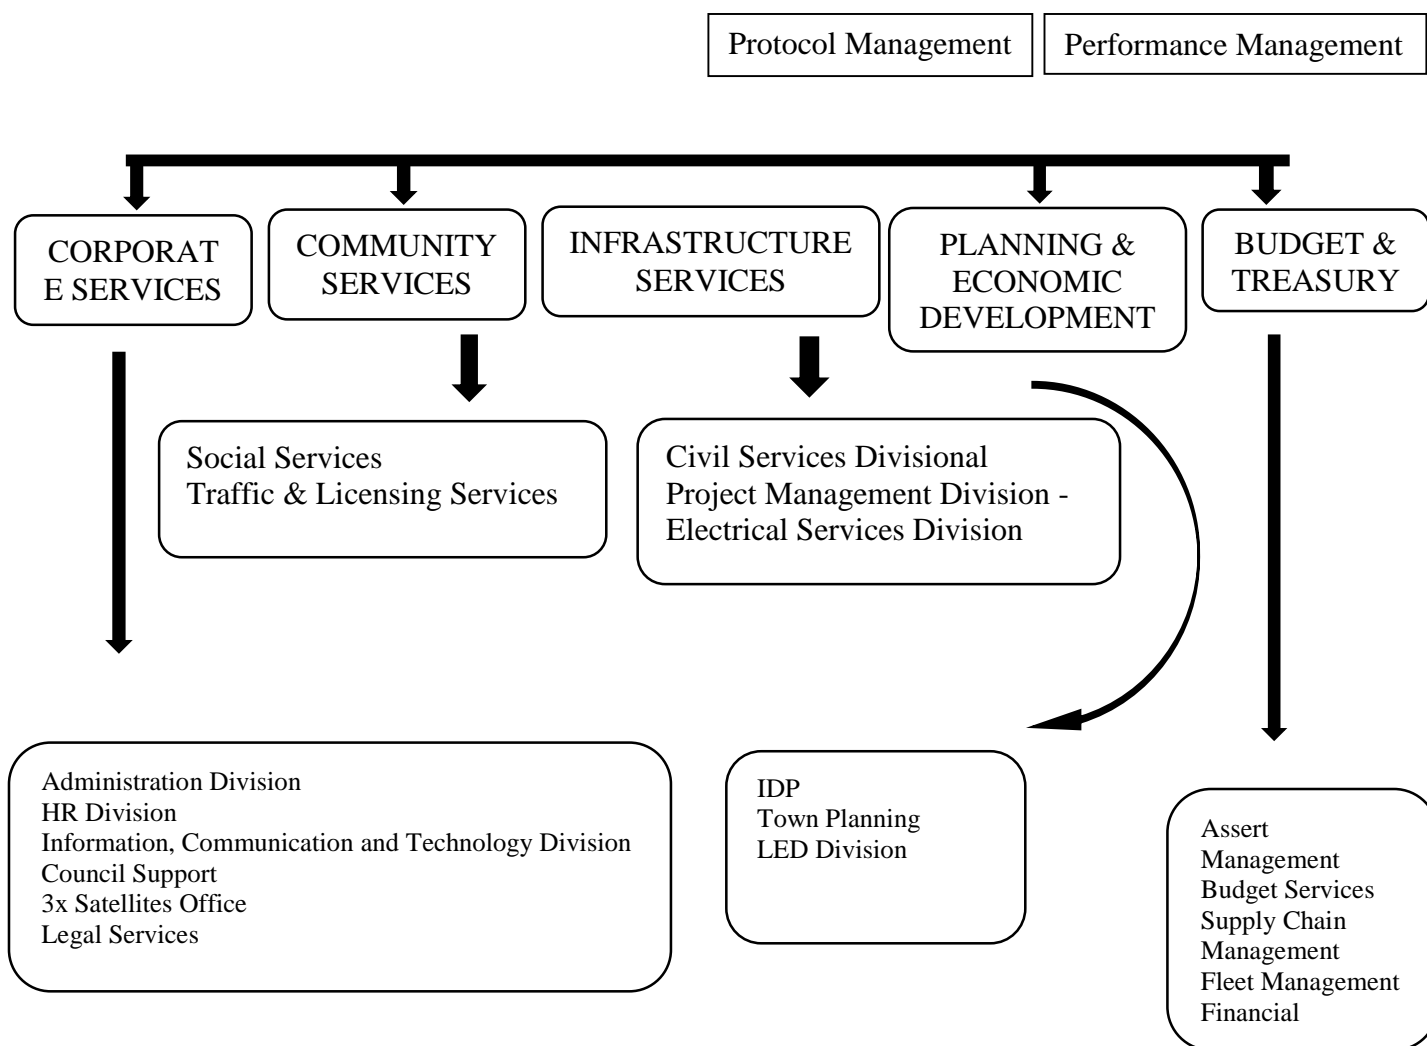 Protocol Management
Performance Management
CORPORAT
E SERVICES
COMMUNITY
SERVICES
INFRASTRUCTURE
SERVICES
PLANNING &
ECONOMIC
DEVELOPMENT
BUDGET &
TREASURY
Social Services
Traffic & Licensing Services
Civil Services Divisional
Project Management Division -
Electrical Services Division
Administration Division
HR Division
Information, Communication and Technology Division
Council Support
3x Satellites Office
Legal Services
IDP
Town Planning
LED Division
Assert
Management
Budget Services
Supply Chain
Management
Fleet Management
Financial